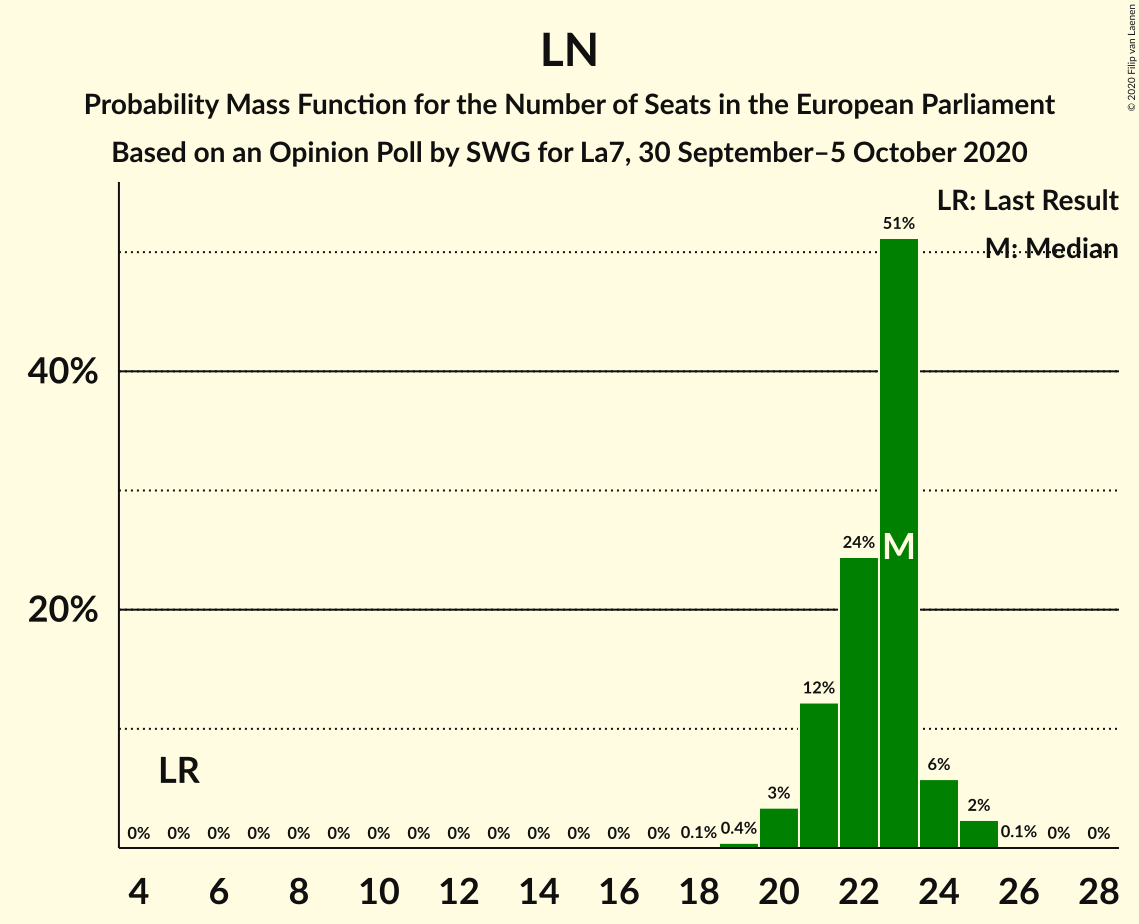 LN
Probability Mass Function for the Number of Seats in the European Parliament
Based on an Opinion Poll by SWG for La7, 30 September–5 October 2020
© 2020 Filip van Laenen
LR: Last Result
M: Median
51%
40%
24%
M
20%
12%
LR
6%
3%
2%
0% 0% 0% 0% 0% 0% 0% 0% 0% 0% 0% 0% 0% 0% 0.1% 0.4% 0.1% 0% 0%
4 6 8 10 12 14 16 18 20 22 24 26 28